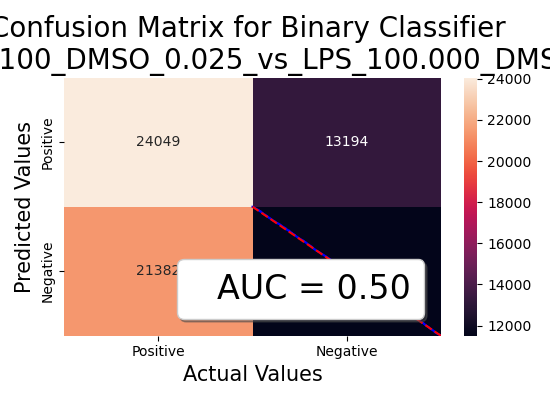 Confusion Matrix for Binary Classifier
100_DMSO_0.025_vs_LPS_100.000_DMS
24000
22000
20000
18000
16000
14000
12000
Predicted Values
Positive
Negative
24049
13194
21382
AUC = 0.50
Positive
Negative
Actual Values